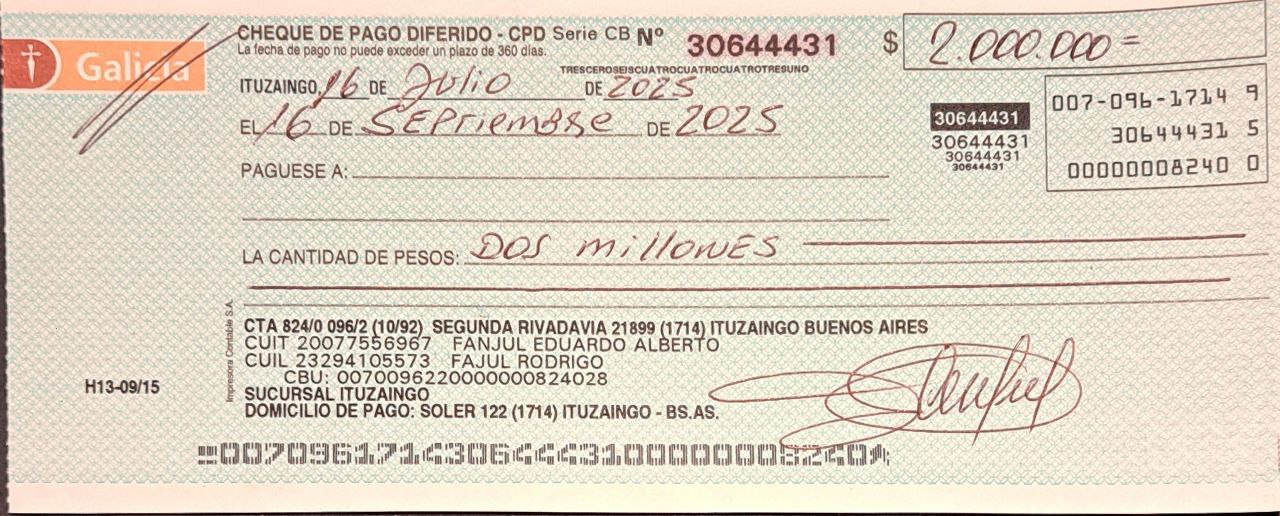 Galicia
CHEQUE DE PAGO DIFERIDO - CPD Serie CB Nº 30644431 $ 2.000.000=
La fecha de pago no puede exceder un plazo de 360 días.
TRESCEROSEISCUATROCUATROCUATROTRESUNO
ITUZAINGO, 16 DE Julio DE 2025
EL 16 DE SEPTIEMBRE DE 2025
007-096-1714 9
30644431 5
00000008240 0
30644431
30644431
30644431
30644431
PAGUESE A:
LA CANTIDAD DE PESOS: DOS millONES
Impresora Contable S.A.
CTA 824/0 096/2 (10/92) SEGUNDA RIVADAVIA 21899 (1714) ITUZAINGO BUENOS AIRES
CUIT 20077556967 FANJUL EDUARDO ALBERTO
CUIL 23294105573 FAJUL RODRIGO
CBU: 0070096220000000824028
SUCURSAL ITUZAINGO
DOMICILIO DE PAGO: SOLER 122 (1714) ITUZAINGO - BS.AS.
H13-09/15
00709617143064443100000008240